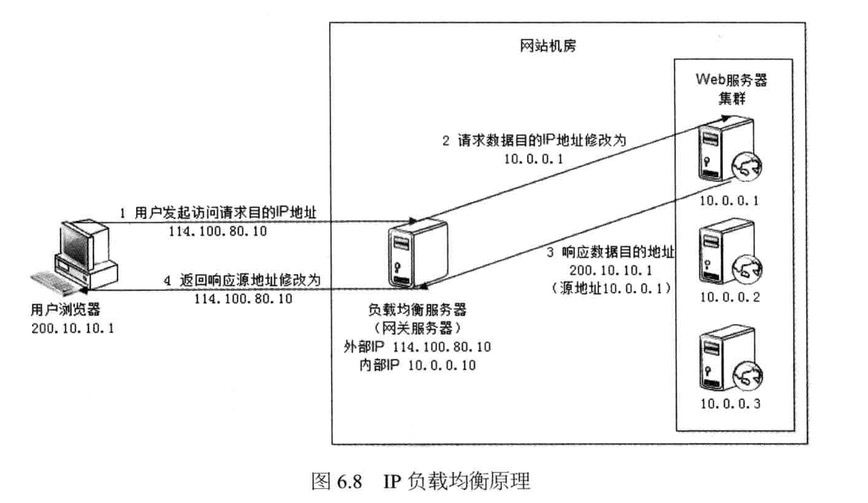 网站机房
Web服务器
集群
2 请求数据目的IP地址修改为
10.0.0.1
10.0.0.1
1 用户发起访问请求目的IP地址
114.100.80.10
3 响应数据目的地址
200.10.10.1
(源地址10.0.0.1)
4 返回响应源地址修改为
114.100.80.10
10.0.0.2
用户浏览器
200.10.10.1
负载均衡服务器
(网关服务器)
外部IP 114.100.80.10
内部IP 10.0.0.10
10.0.0.3
图 6.8 IP 负载均衡原理